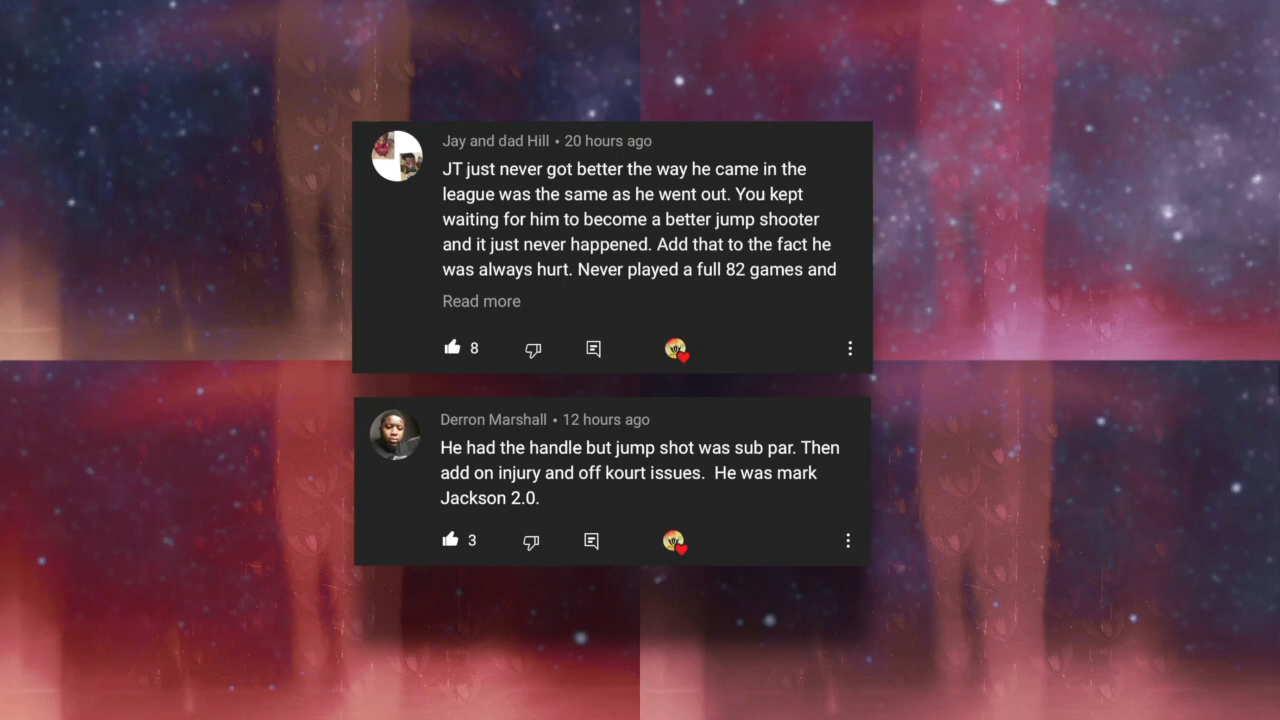 Jay and dad Hill • 20 hours ago
JT just never got better the way he came in the
league was the same as he went out. You kept
waiting for him to become a better jump shooter
and it just never happened. Add that to the fact he
was always hurt. Never played a full 82 games and
Read more
8
Derron Marshall • 12 hours ago
He had the handle but jump shot was sub par. Then
add on injury and off kourt issues.  He was mark
Jackson 2.0.
3